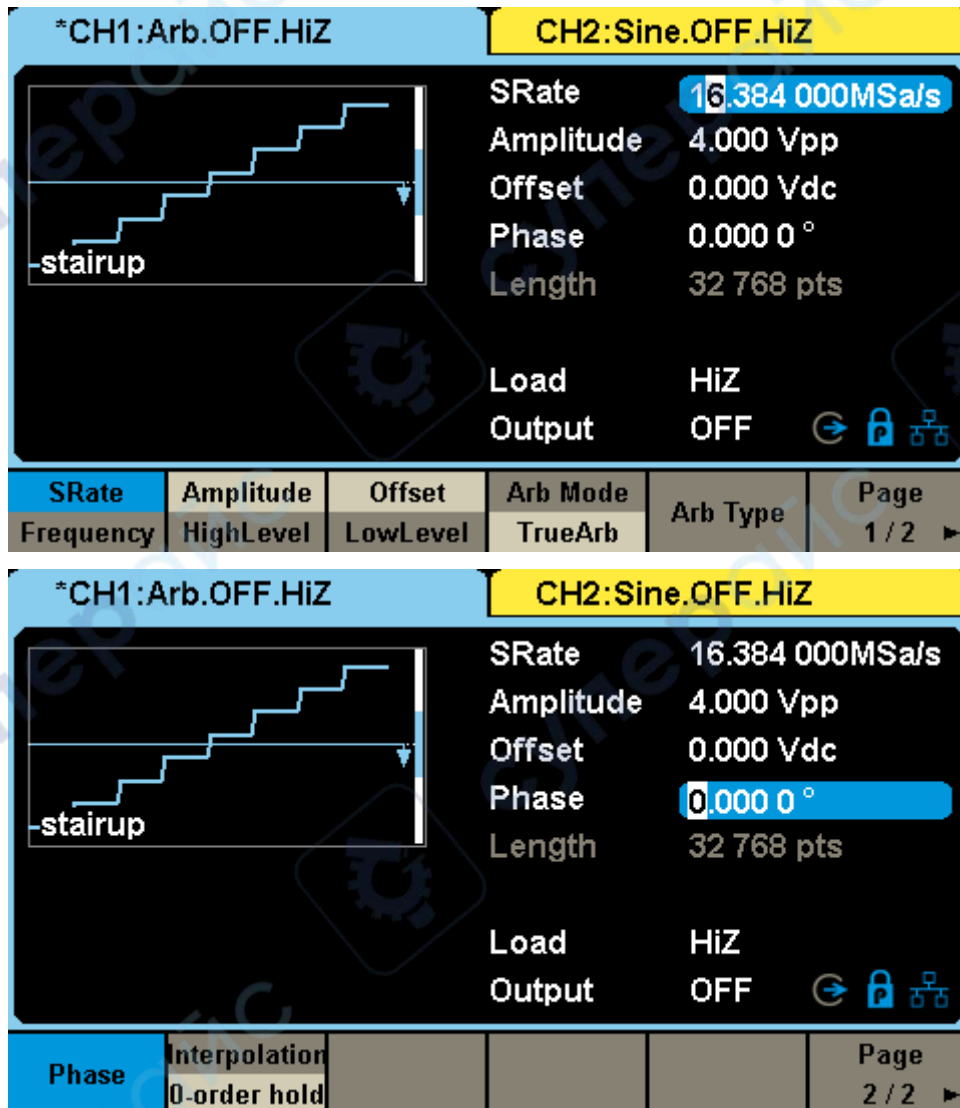 *CH1:Arb.OFF.HiZ
CH2:Sine.OFF.HiZ
-stairup
SRate 16.384 000MSa/s
Amplitude 4.000 Vpp
Offset 0.000 Vdc
Phase 0.000 0 °
Length 32 768 pts
Load HiZ
Output OFF
P
SRate
Frequency
Amplitude
HighLevel
Offset
LowLevel
Arb Mode
TrueArb
Arb Type
Page
1 / 2
*CH1:Arb.OFF.HiZ
CH2:Sine.OFF.HiZ
-stairup
SRate 16.384 000MSa/s
Amplitude 4.000 Vpp
Offset 0.000 Vdc
Phase 0.000 0 °
Length 32 768 pts
Load HiZ
Output OFF
P
Phase
Interpolation
0-order hold
Page
2 / 2
суперайс